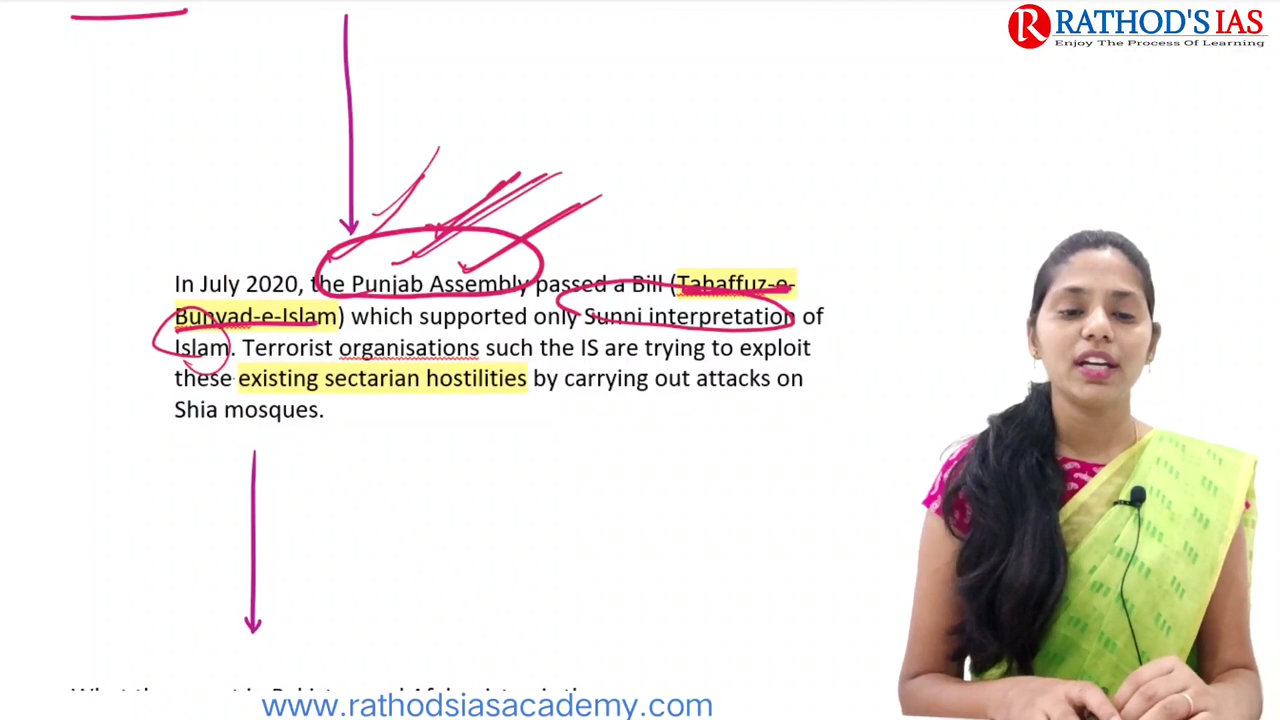 RATHOD'S IAS
Enjoy The Process Of Learning
In July 2020, the Punjab Assembly passed a Bill (Tahaffuz-e-
Bunyad-e-Islam) which supported only Sunni interpretation of
Islam. Terrorist organisations such the IS are trying to exploit
these existing sectarian hostilities by carrying out attacks on
Shia mosques.
www.rathodsiasacademy.com